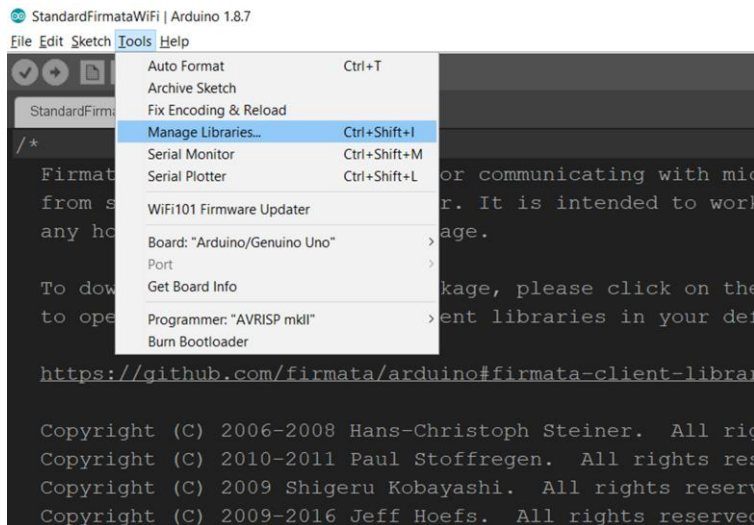 StandardFirmataWiFi | Arduino 1.8.7
File Edit Sketch Tools Help
Auto Format Ctrl+T
Archive Sketch
StandardFirma Fix Encoding & Reload
Manage Libraries... Ctrl+Shift+I
/*
Serial Monitor Ctrl+Shift+M
Firmat or communicating with mic
Serial Plotter Ctrl+Shift+L
from s r. It is intended to work
WiFi101 Firmware Updater
any ho age.
Board: "Arduino/Genuino Uno"
Port
Get Board Info
To dow kage, please click on the
Programmer: "AVRISP mkII"
to ope ent libraries in your def
Burn Bootloader
https://github.com/firmata/arduino#firmata-client-librar
Copyright (C) 2006-2008 Hans-Christoph Steiner. All rig
Copyright (C) 2010-2011 Paul Stoffregen. All rights res
Copyright (C) 2009 Shigeru Kobayashi. All rights reserv
Copyright (C) 2009-2016 Jeff Hoefs. All rights reserved